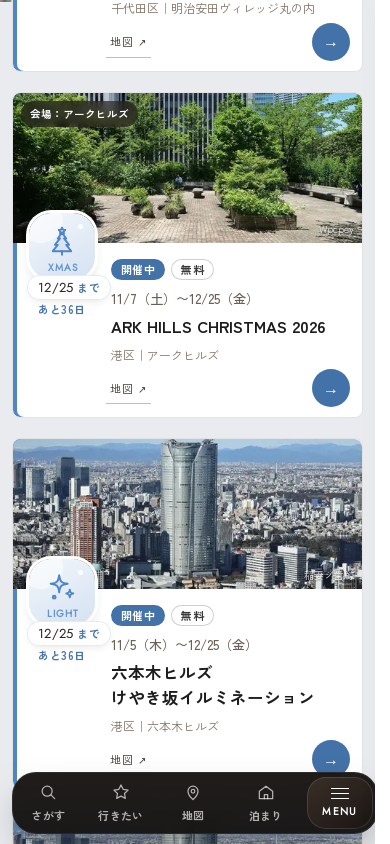 千代田区｜明治安田ヴィレッジ丸の内
地図 ↗
→
会場：アークヒルズ
Wpcpey
XMAS
12/25 まで
あと36日
開催中 無料
11/7（土）〜12/25（金）
ARK HILLS CHRISTMAS 2026
港区｜アークヒルズ
地図 ↗
→
LIGHT
12/25 まで
あと36日
開催中 無料
11/5（木）〜12/25（金）
六本木ヒルズ
けやき坂イルミネーション
港区｜六本木ヒルズ
地図 ↗
→
さがす 行きたい 地図 泊まり MENU